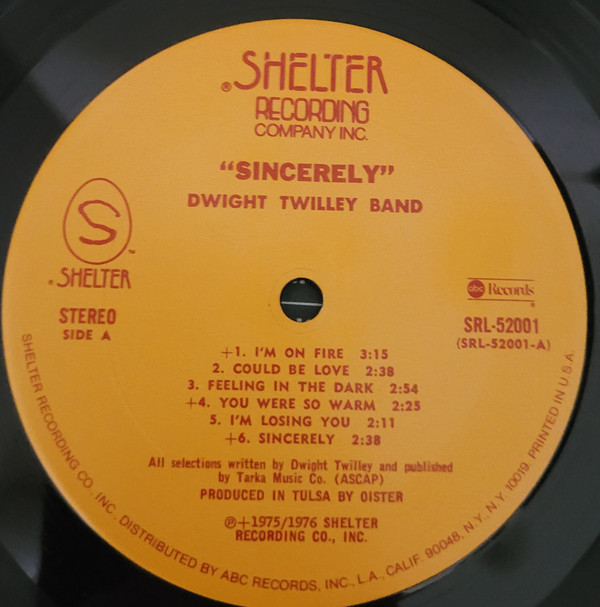 ® SHELTER
RECORDING
COMPANY INC.
"SINCERELY"
DWIGHT TWILLEY BAND
S
™
SHELTER
STEREO
SIDE A
abc Records
®
SRL-52001
(SRL-52001-A)
+1. I'M ON FIRE 3:15
2. COULD BE LOVE 2:38
3. FEELING IN THE DARK 2:54
+4. YOU WERE SO WARM 2:25
5. I'M LOSING YOU 2:11
+6. SINCERELY 2:38
All selections written by Dwight Twilley and published
by Tarka Music Co. (ASCAP)
PRODUCED IN TULSA BY OISTER
℗+1975/1976 SHELTER
RECORDING CO., INC.
SHELTER RECORDING CO., INC. DISTRIBUTED BY ABC RECORDS, INC., L.A., CALIF. 90048, N.Y., N.Y. 10019. PRINTED IN U.S.A.